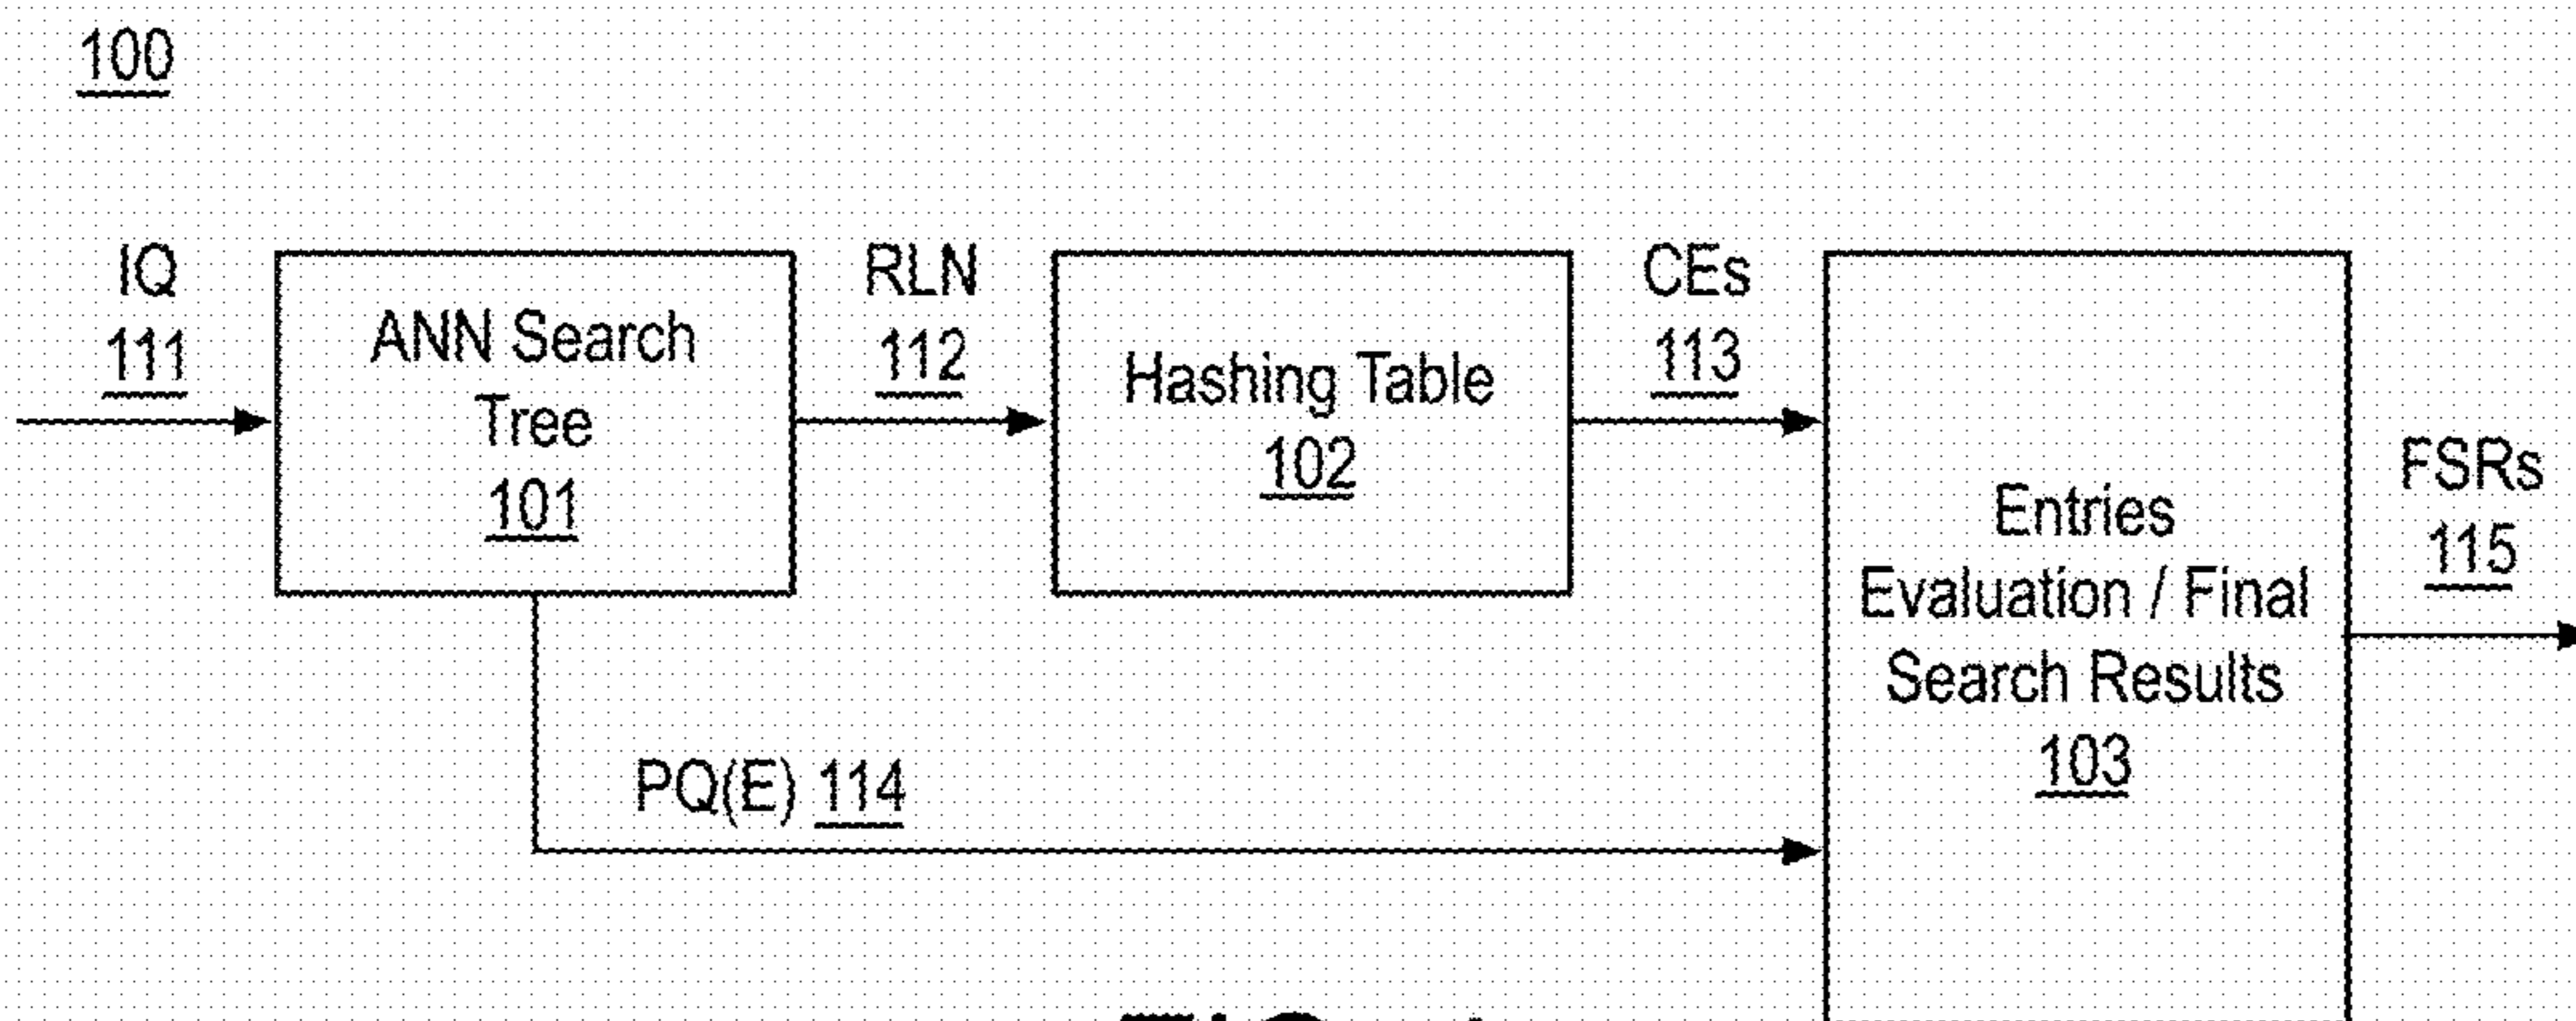 100
IQ
111
ANN Search
Tree
101
RLN
112
Hashing Table
102
CEs
113
Entries
Evaluation / Final
Search Results
103
FSRs
115
PQ(E) 114